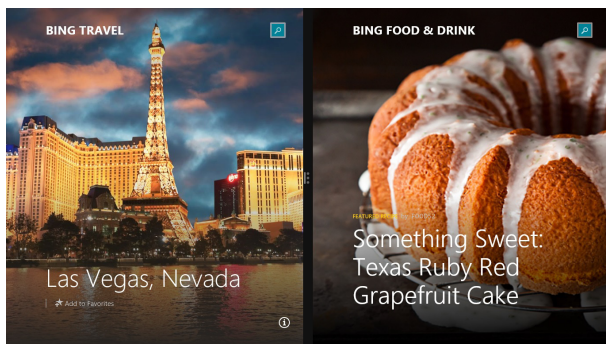 BING TRAVEL
Las Vegas, Nevada
Add to Favorites
BING FOOD & DRINK
Something Sweet:
Texas Ruby Red
Grapefruit Cake